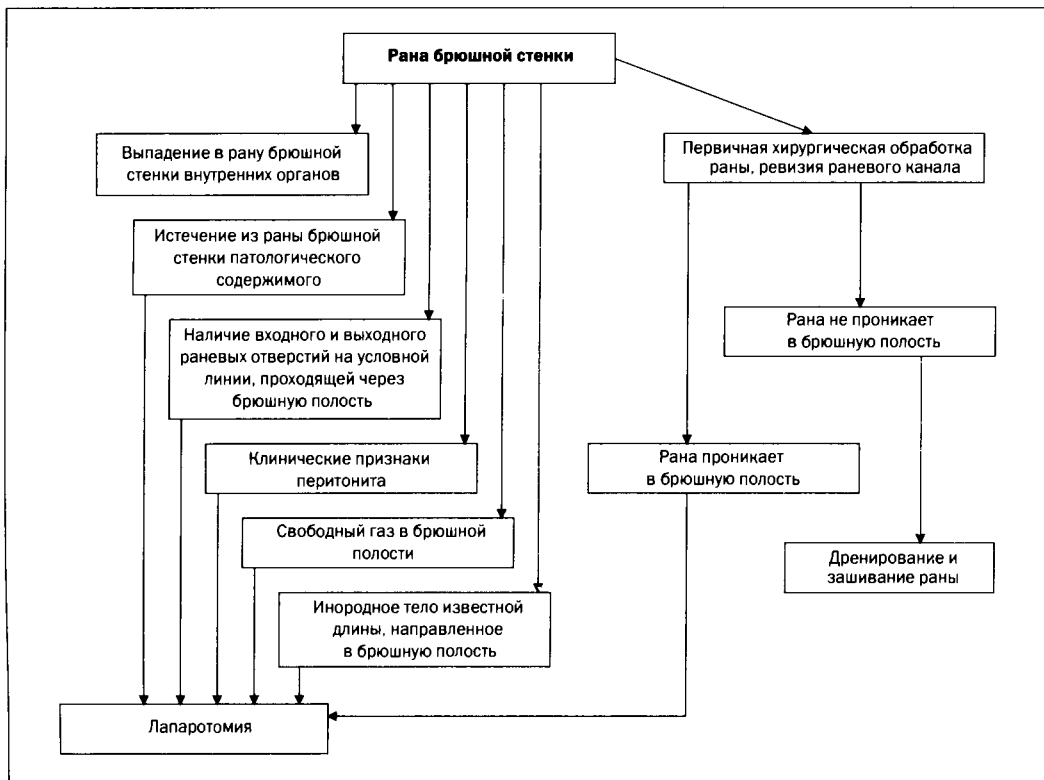 Рана брюшной стенки
Выпадение в рану брюшной
стенки внутренних органов
Первичная хирургическая обработка
раны, ревизия раневого канала
Истечение из раны брюшной
стенки патологического
содержимого
Наличие входного и выходного
раневых отверстий на условной
линии, проходящей через
брюшную полость
Рана не проникает
в брюшную полость
Клинические признаки
перитонита
Рана проникает
в брюшную полость
Свободный газ в брюшной
полости
Дренирование и
зашивание раны
Инородное тело известной
длины, направленное
в брюшную полость
Лапаротомия